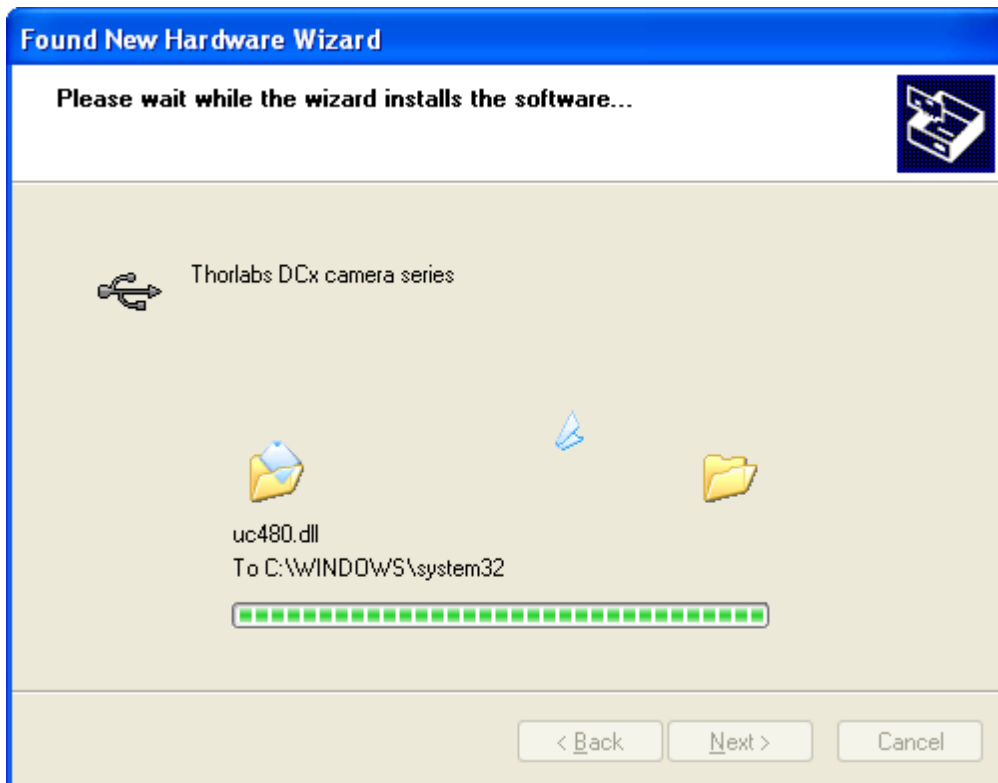 Found New Hardware Wizard
Please wait while the wizard installs the software...
Thorlabs DCx camera series
uc480.dll
To C:\WINDOWS\system32
< Back
Next >
Cancel